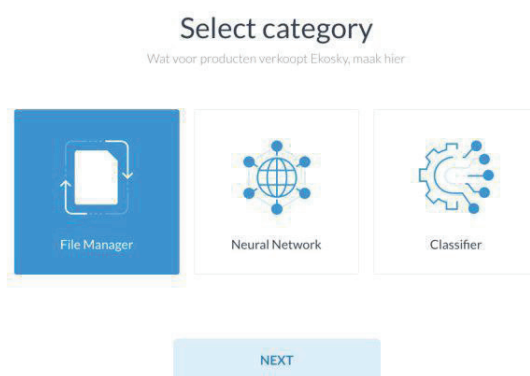 Select category
Wat voor producten verkoopt Ekosky, maak hier
File Manager
Neural Network
Classifier
NEXT